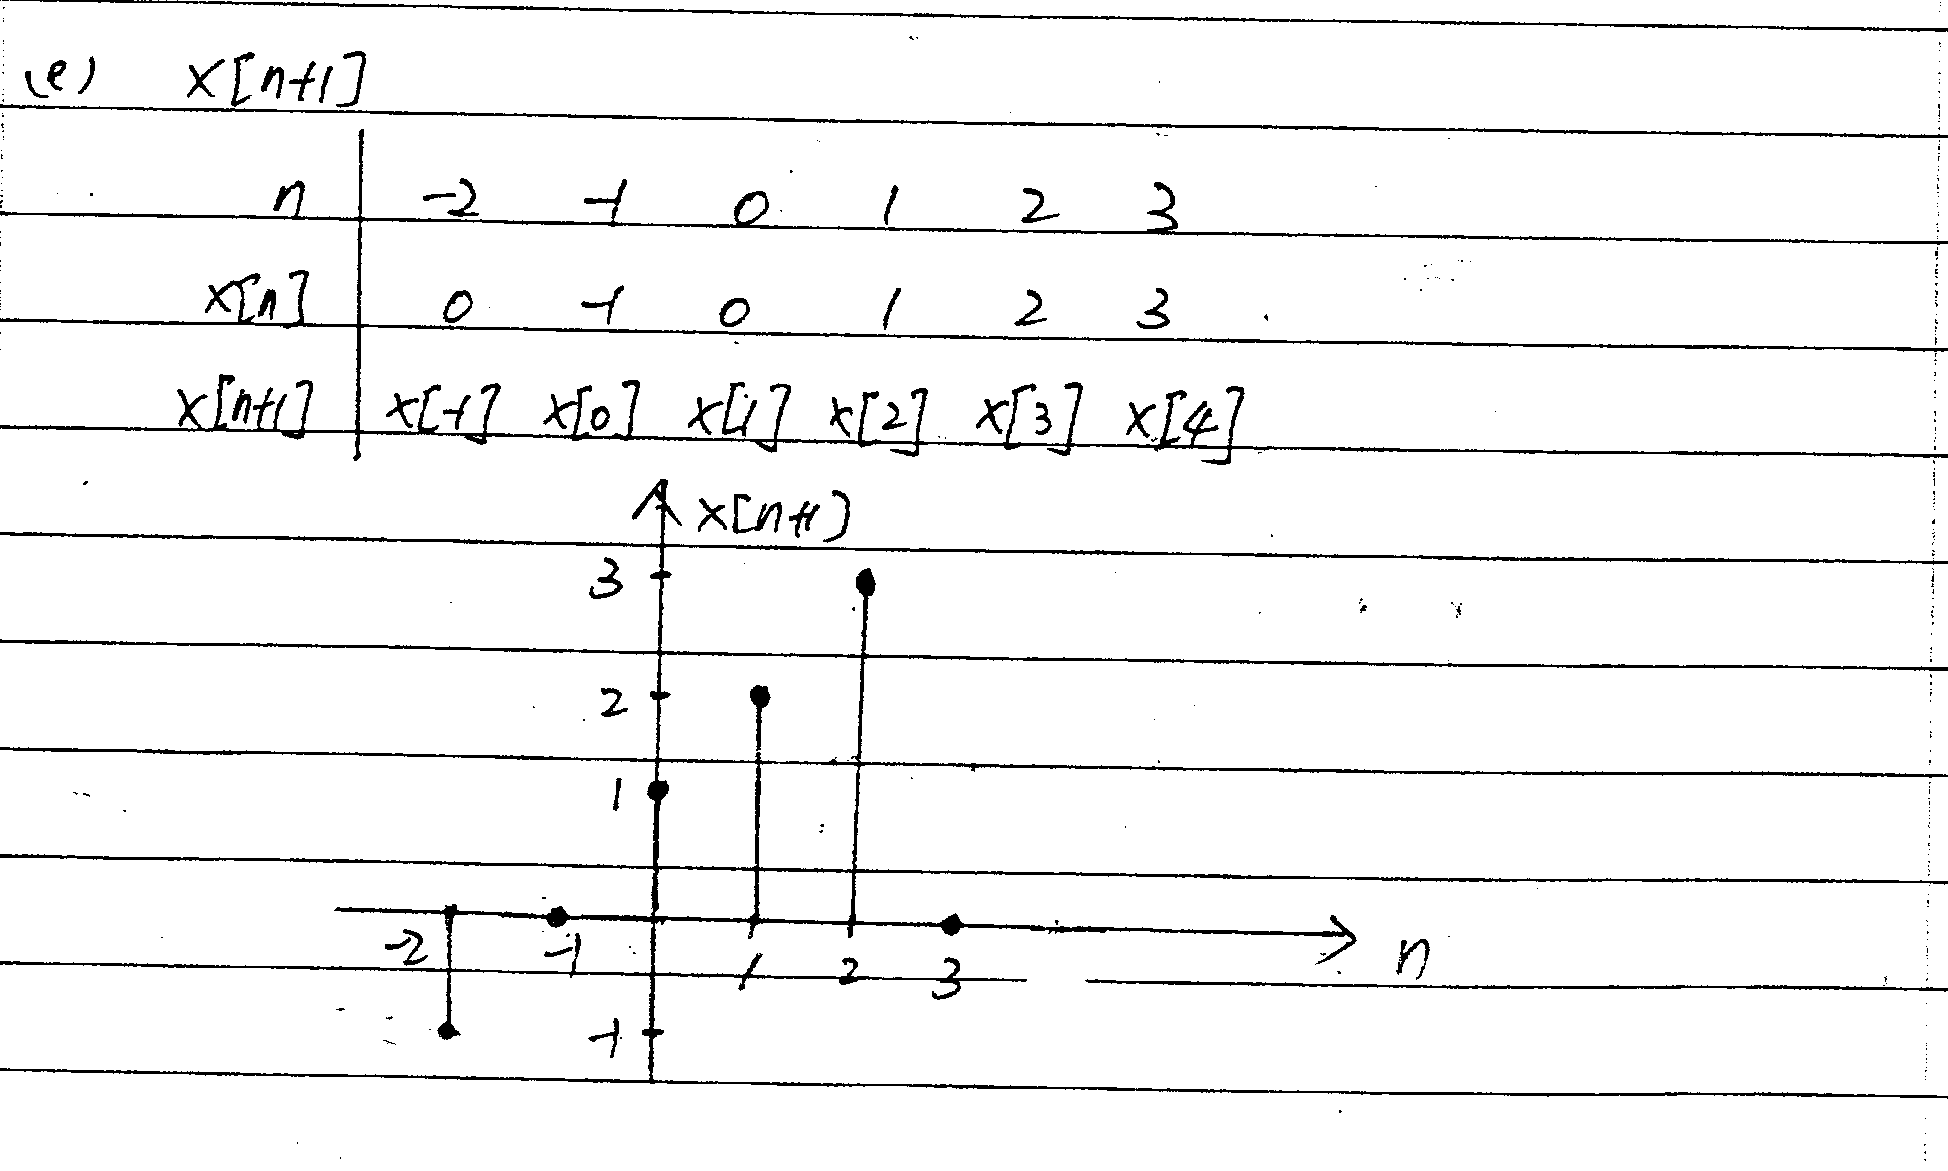 (e) x[n+1]
n -2 -1 0 1 2 3
x[n] 0 -1 0 1 2 3
x[n+1] x[-1] x[0] x[1] x[2] x[3] x[4]
x[n+1)
3
2
1
-2 -1 1 2 3 n
-1